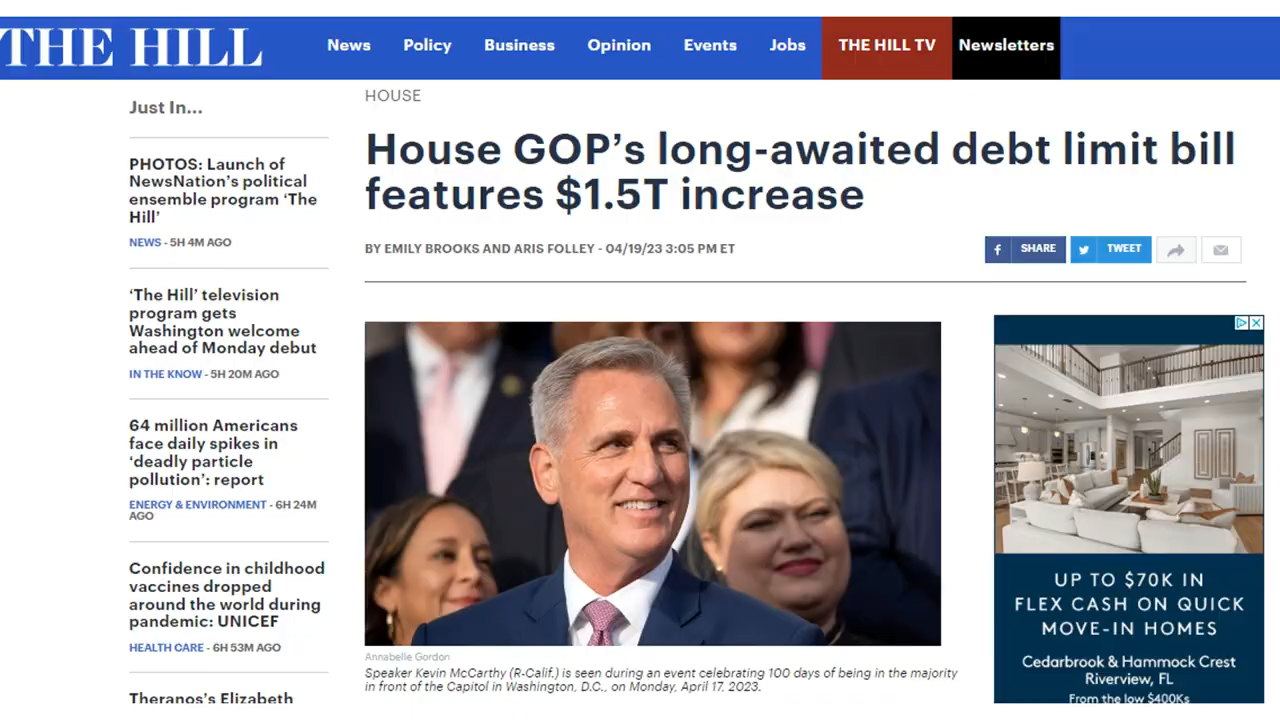 THE HILL
News Policy Business Opinion Events Jobs THE HILL TV Newsletters
Just In...
PHOTOS: Launch of
NewsNation’s political
ensemble program ‘The
Hill’
NEWS - 5H 4M AGO
‘The Hill’ television
program gets
Washington welcome
ahead of Monday debut
IN THE KNOW - 5H 20M AGO
64 million Americans
face daily spikes in
‘deadly particle
pollution’: report
ENERGY & ENVIRONMENT - 6H 24M
AGO
Confidence in childhood
vaccines dropped
around the world during
pandemic: UNICEF
HEALTH CARE - 6H 53M AGO
Theranos’s Elizabeth
HOUSE
House GOP’s long-awaited debt limit bill
features $1.5T increase
BY EMILY BROOKS AND ARIS FOLLEY - 04/19/23 3:05 PM ET
SHARE
TWEET
Annabelle Gordon
Speaker Kevin McCarthy (R-Calif.) is seen during an event celebrating 100 days of being in the majority
in front of the Capitol in Washington, D.C., on Monday, April 17, 2023.
UP TO $70K IN
FLEX CASH ON QUICK
MOVE-IN HOMES
Cedarbrook & Hammock Crest
Riverview, FL
From the low $400Ks